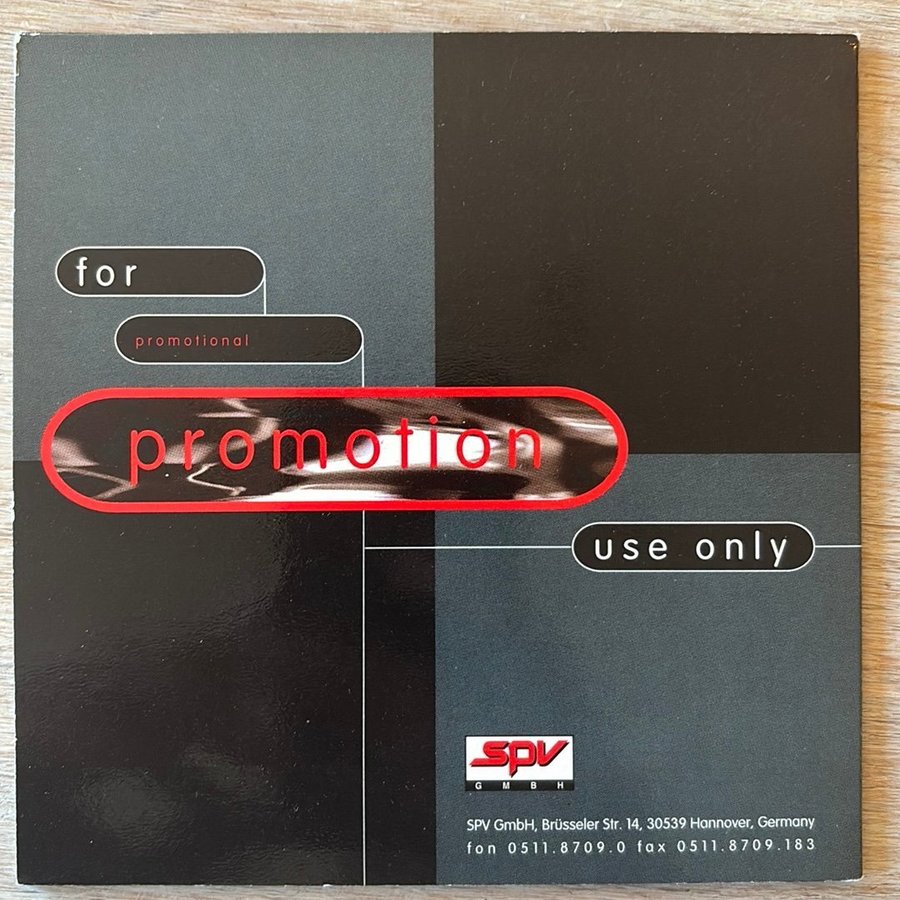 for
promotional
promotion
use only
spv
GMBH
SPV GmbH, Brüsseler Str. 14, 30539 Hannover, Germany
fon 0511.8709.0 fax 0511.8709.183